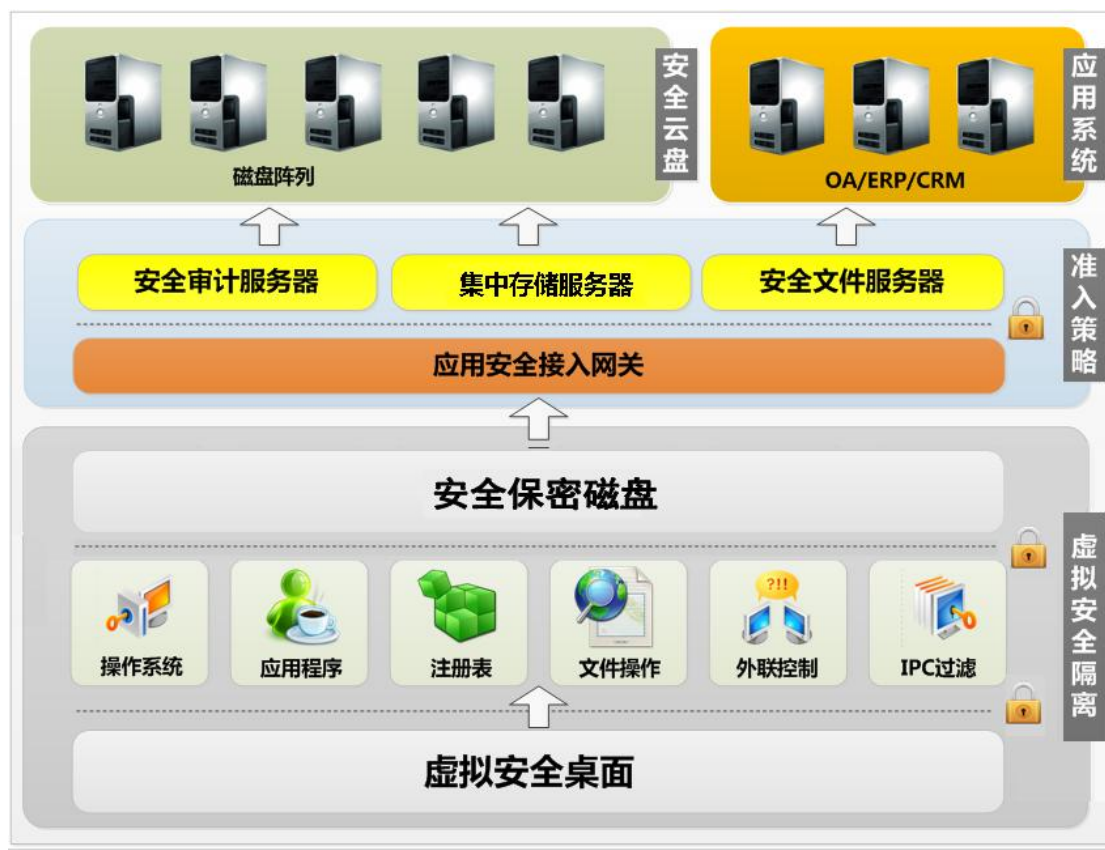 安全云盘
磁盘阵列
应用系统
OA/ERP/CRM
准入策略
安全审计服务器
集中存储服务器
安全文件服务器
应用安全接入网关
虚拟安全隔离
安全保密磁盘
操作系统
应用程序
注册表
文件操作
?!!
外联控制
IPC过滤
虚拟安全桌面